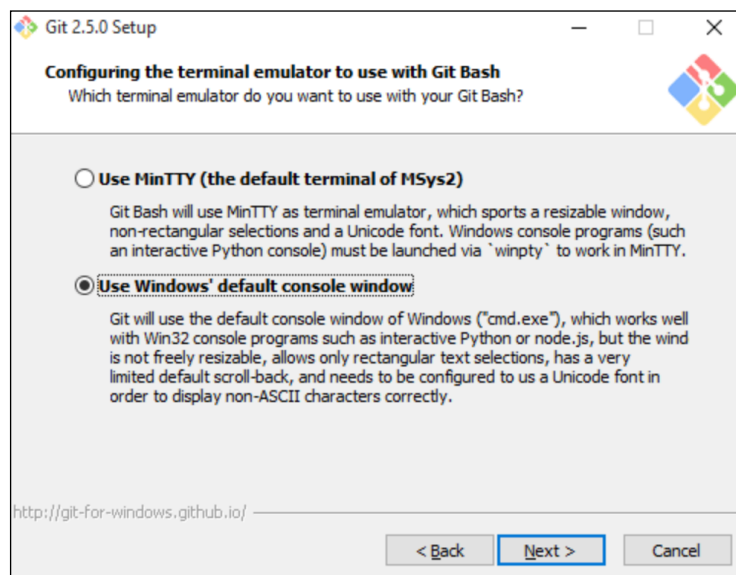 Git 2.5.0 Setup
Configuring the terminal emulator to use with Git Bash
Which terminal emulator do you want to use with your Git Bash?
Use MinTTY (the default terminal of MSys2)
Git Bash will use MinTTY as terminal emulator, which sports a resizable window,
non-rectangular selections and a Unicode font. Windows console programs (such
an interactive Python console) must be launched via `winpty` to work in MinTTY.
Use Windows' default console window
Git will use the default console window of Windows ("cmd.exe"), which works well
with Win32 console programs such as interactive Python or node.js, but the wind
is not freely resizable, allows only rectangular text selections, has a very
limited default scroll-back, and needs to be configured to us a Unicode font in
order to display non-ASCII characters correctly.
http://git-for-windows.github.io/
< Back Next > Cancel